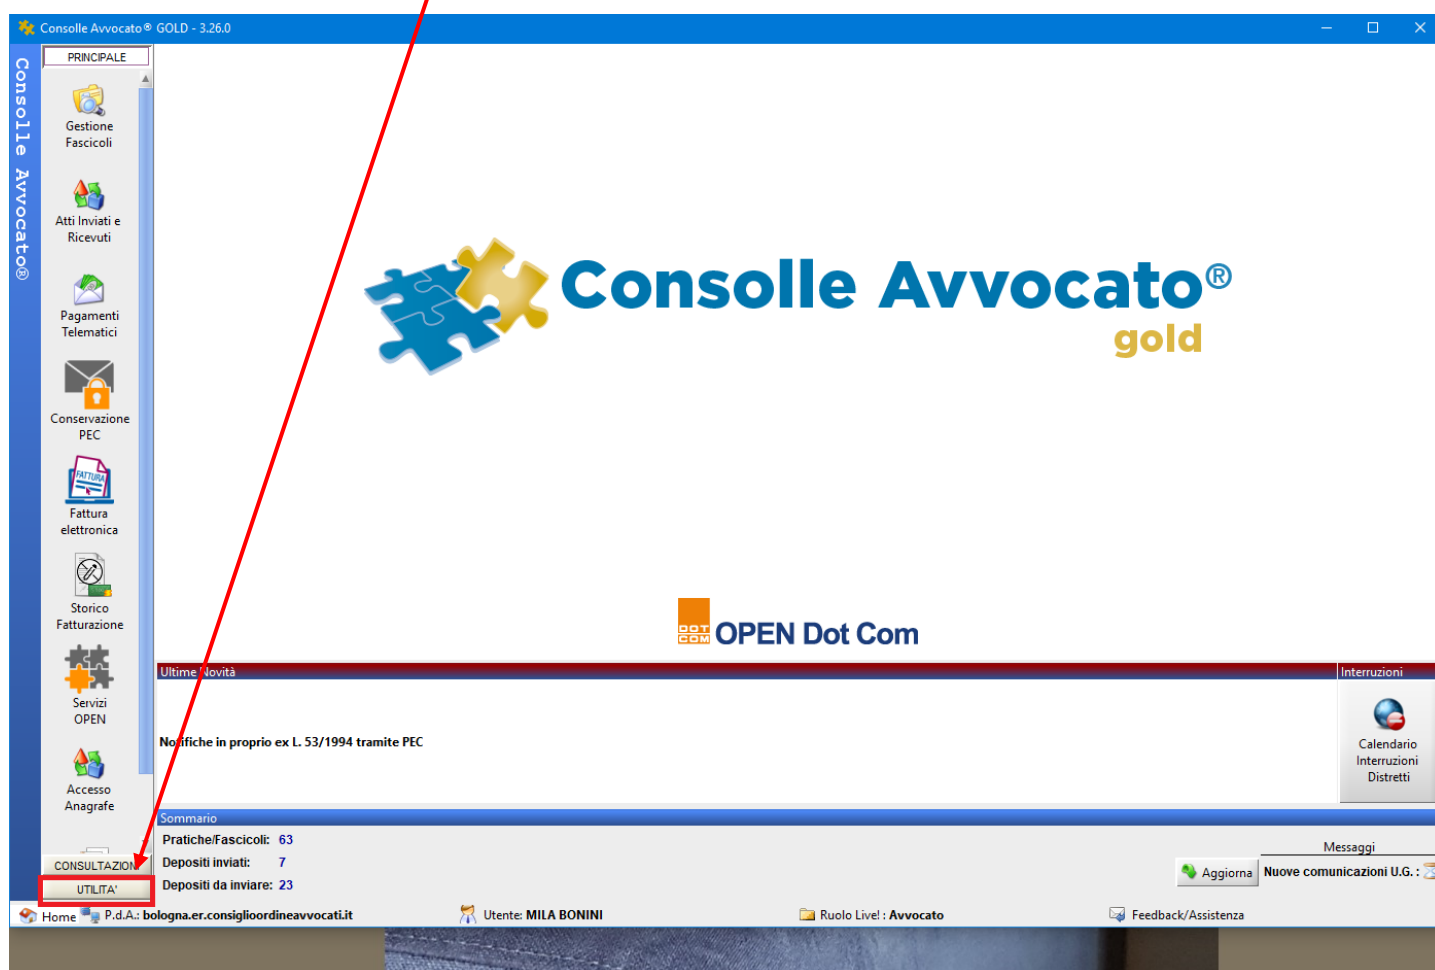 Consolle Avvocato® GOLD - 3.26.0
Consolle Avvocato®
PRINCIPALE
Gestione
Fascicoli
Atti Inviati e
Ricevuti
Pagamenti
Telematici
Conservazione
PEC
FATTURA
Fattura
elettronica
Storico
Fatturazione
Servizi
OPEN
Accesso
Anagrafe
CONSULTAZION
UTILITA'
Consolle Avvocato®
gold
DOT
COM
OPEN Dot Com
Ultime Novità
Interruzioni
Notifiche in proprio ex L. 53/1994 tramite PEC
Calendario
Interruzioni
Distretti
Sommario
Pratiche/Fascicoli: 63
Depositi inviati: 7
Depositi da inviare: 23
Messaggi
Aggiorna
Nuove comunicazioni U.G. :
Home
P.d.A.: bologna.er.consiglioordineavvocati.it
Utente: MILA BONINI
Ruolo Live! : Avvocato
Feedback/Assistenza